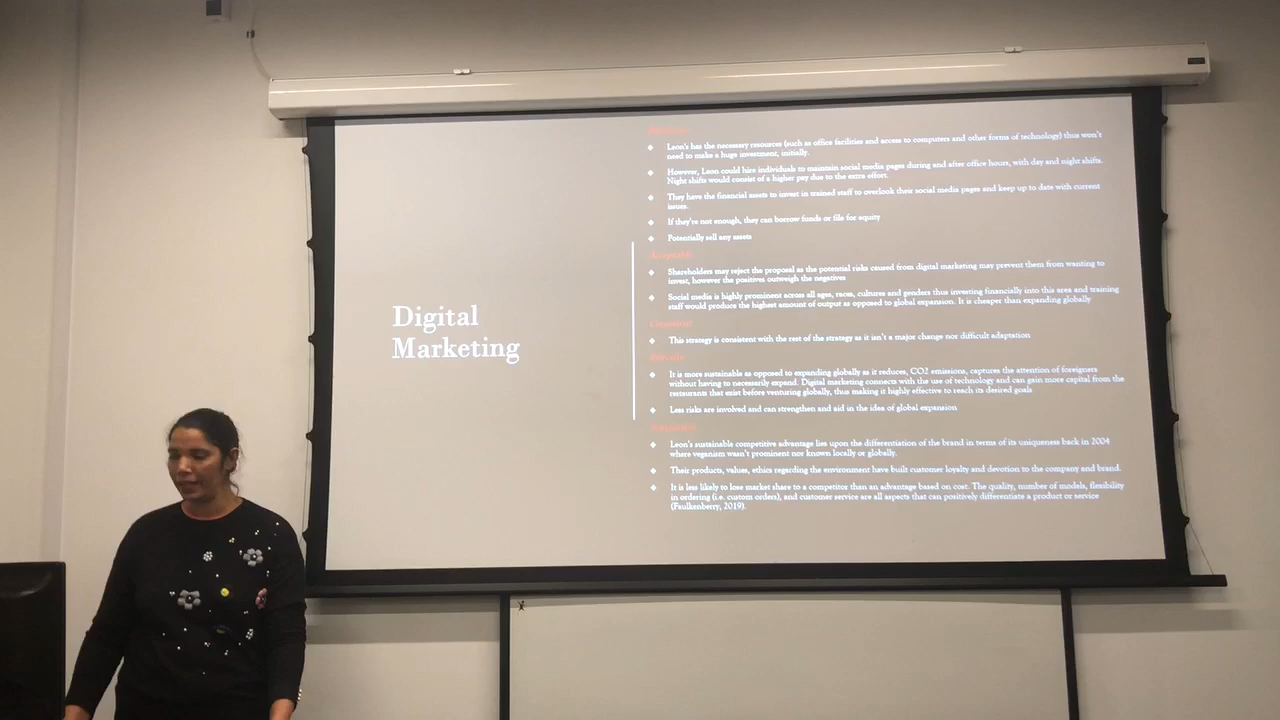 Digital
Marketing
Leon's has the necessary resources (such as office facilities and access to computers and other forms of technology) thus won't
need to make a huge investment, initially.
However, Leon could hire individuals to maintain social media pages during and after office hours, with day and night shifts.
Night shifts would consist of a higher pay due to the extra effort.
They have the financial assets to invest in trained staff to overlook their social media pages and keep up to date with current
issues.
If they're not enough, they can borrow funds or file for equity
Potentially sell any assets
Shareholders may reject the proposal as the potential risks caused from digital marketing may prevent them from wanting to
invest, however the positives outweigh the negatives
Social media is highly prominent across all ages, races, cultures and genders thus investing financially into this area and training
staff would produce the highest amount of output as opposed to global expansion. It is cheaper than expanding globally
This strategy is consistent with the rest of the strategy as it isn't a major change nor difficult adaptation
It is more sustainable as opposed to expanding globally as it reduces, CO2 emissions, captures the attention of foreigners
without having to necessarily expand. Digital marketing connects with the use of technology and can gain more capital from the
restaurants that exist before venturing globally, thus making it highly effective to reach its desired goals
Less risks are involved and can strengthen and aid in the idea of global expansion
Leon's sustainable competitive advantage lies upon the differentiation of the brand in terms of its uniqueness back in 2004
where veganism wasn't prominent nor known locally or globally.
Their products, values, ethics regarding the environment have built customer loyalty and devotion to the company and brand.
It is less likely to lose market share to a competitor than an advantage based on cost. The quality, number of models, flexibility
in ordering (i.e. custom orders), and customer service are all aspects that can positively differentiate a product or service
(Faulkenberry, 2019).